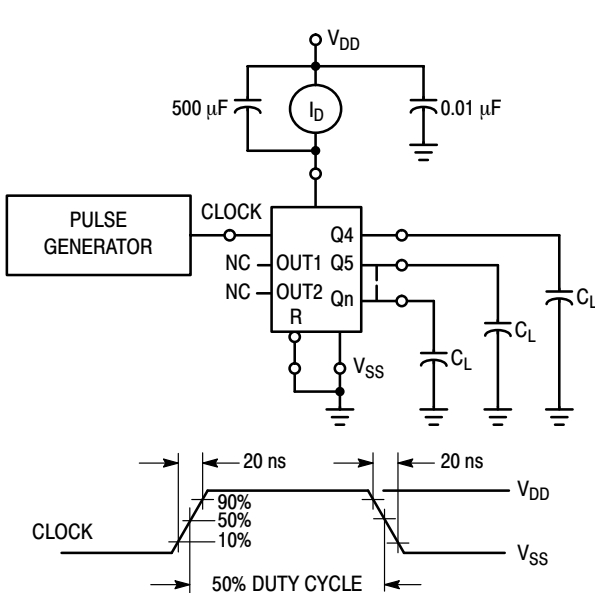 V_DD
500 μF
I_D
0.01 μF
PULSE
GENERATOR
CLOCK
Q4
NC
OUT1
Q5
NC
OUT2
Qn
R
C_L
C_L
C_L
V_SS
20 ns
20 ns
90%
V_DD
50%
CLOCK
10%
V_SS
50% DUTY CYCLE